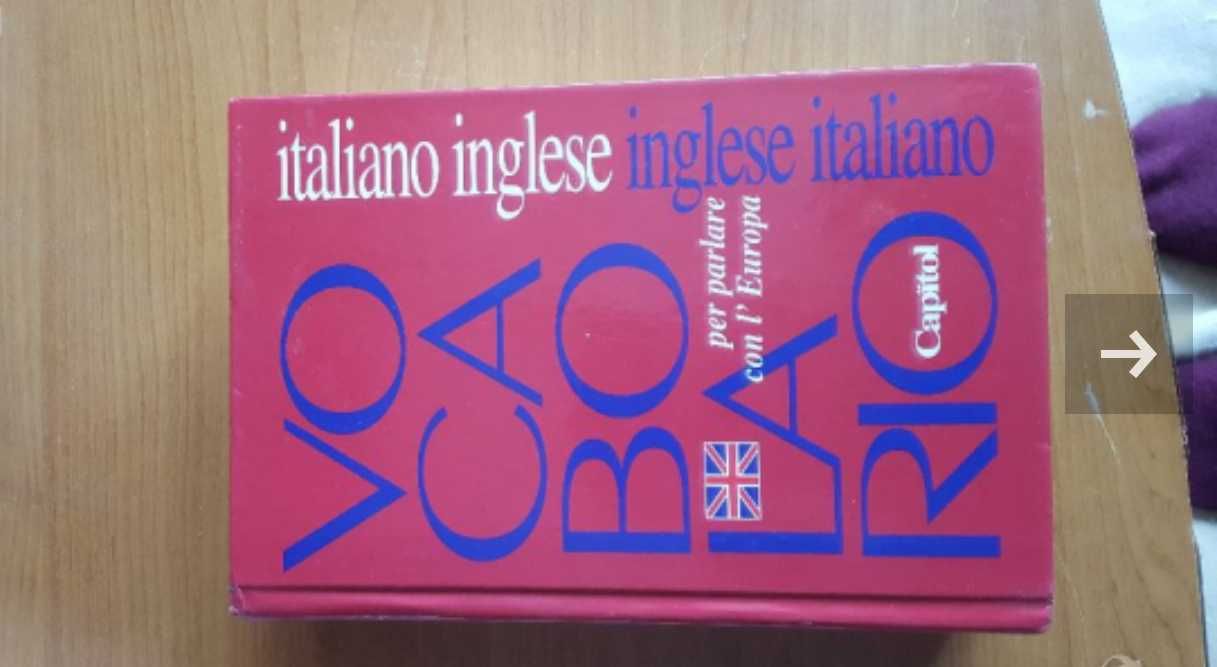 italiano inglese inglese italiano
VO
CA
BO
LA
RIO
per parlare
con l' Europa
Capitol